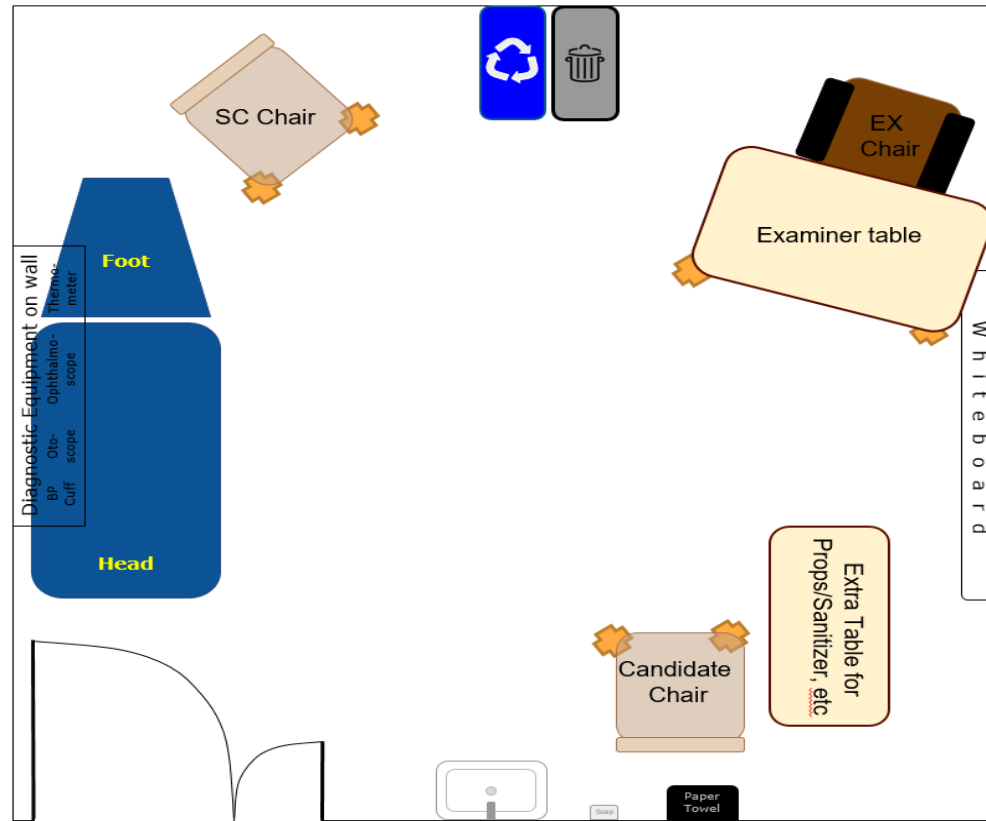 SC Chair
EX
Chair
Examiner table
Foot
Diagnostic Equipment on wall
Thermo-
meter
Ophthalmo-
scope
Oto-
scope
BP
Cuff
Head
Whiteboard
Extra Table for
Props/Sanitizer, etc
Candidate
Chair
Soap
Paper
Towel